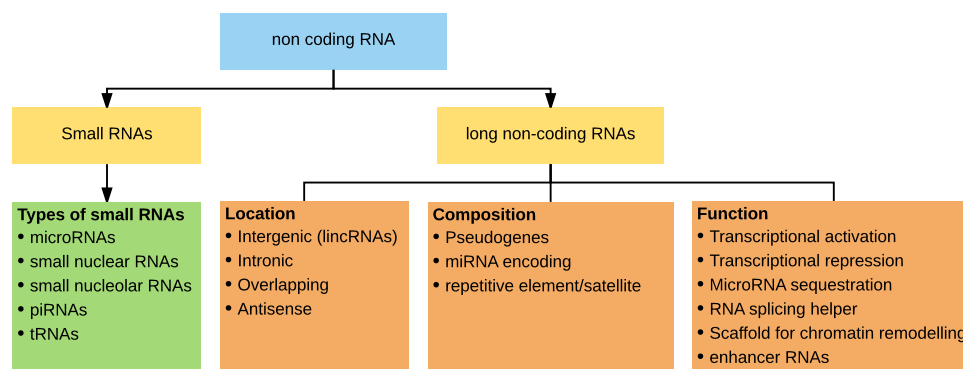 non coding RNA
Small RNAs
long non-coding RNAs
Types of small RNAs
• microRNAs
• small nuclear RNAs
• small nucleolar RNAs
• piRNAs
• tRNAs
Location
• Intergenic (lincRNAs)
• Intronic
• Overlapping
• Antisense
Composition
• Pseudogenes
• miRNA encoding
• repetitive element/satellite
Function
• Transcriptional activation
• Transcriptional repression
• MicroRNA sequestration
• RNA splicing helper
• Scaffold for chromatin remodelling
• enhancer RNAs